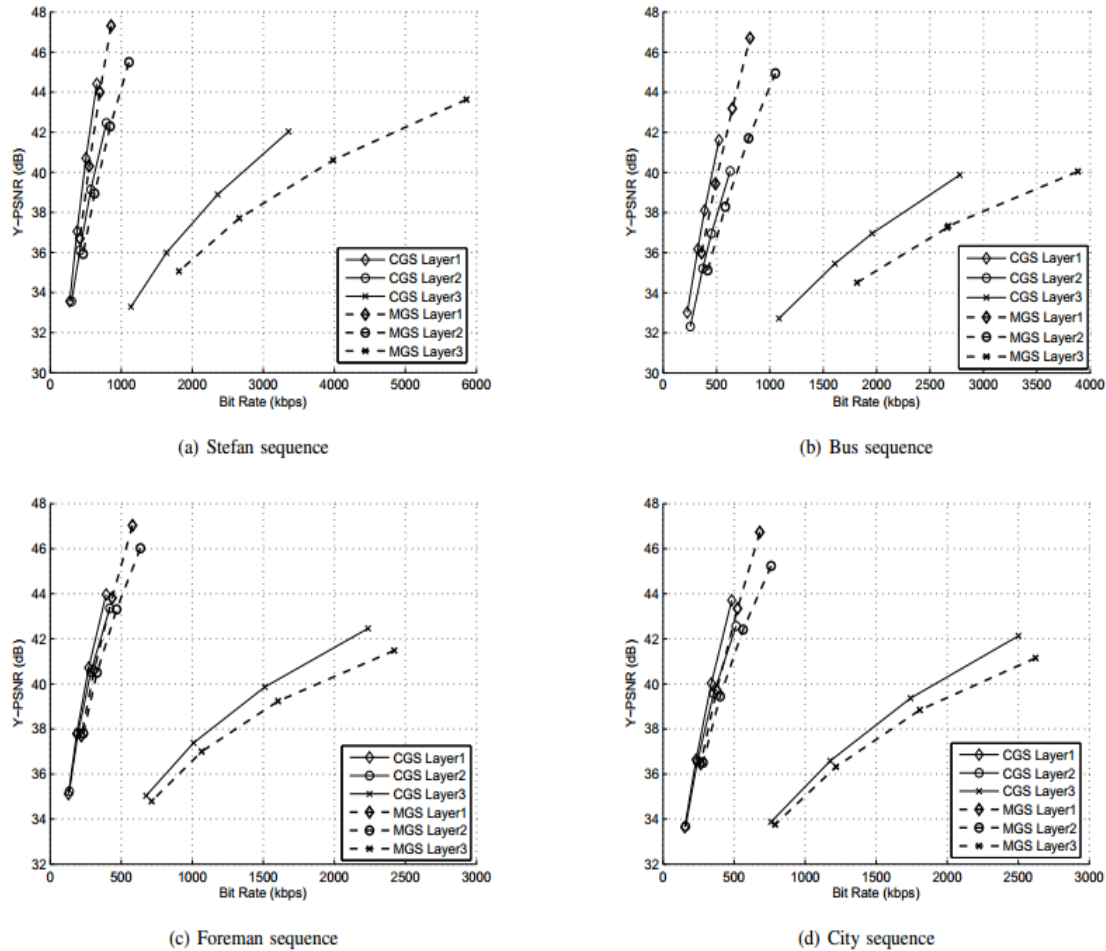 48
46
44
42
40
38
36
34
32
30
Y-PSNR (dB)
0 1000 2000 3000 4000 5000 6000
Bit Rate (kbps)
CGS Layer1
CGS Layer2
CGS Layer3
MGS Layer1
MGS Layer2
MGS Layer3
(a) Stefan sequence
48
46
44
42
40
38
36
34
32
30
Y-PSNR (dB)
0 500 1000 1500 2000 2500 3000 3500 4000
Bit Rate (kbps)
CGS Layer1
CGS Layer2
CGS Layer3
MGS Layer1
MGS Layer2
MGS Layer3
(b) Bus sequence
48
46
44
42
40
38
36
34
32
Y-PSNR (dB)
0 500 1000 1500 2000 2500 3000
Bit Rate (kbps)
CGS Layer1
CGS Layer2
CGS Layer3
MGS Layer1
MGS Layer2
MGS Layer3
(c) Foreman sequence
48
46
44
42
40
38
36
34
32
Y-PSNR (dB)
0 500 1000 1500 2000 2500 3000
Bit Rate (kbps)
CGS Layer1
CGS Layer2
CGS Layer3
MGS Layer1
MGS Layer2
MGS Layer3
(d) City sequence